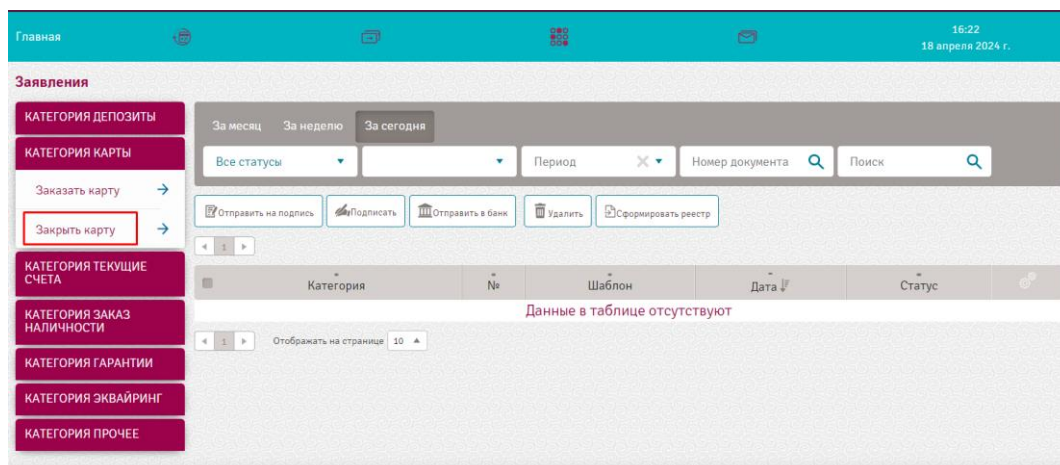 Главная
16:22
18 апреля 2024 г.
Заявления
КАТЕГОРИЯ ДЕПОЗИТЫ
КАТЕГОРИЯ КАРТЫ
Заказать карту
Закрыть карту
КАТЕГОРИЯ ТЕКУЩИЕ
СЧЕТА
КАТЕГОРИЯ ЗАКАЗ
НАЛИЧНОСТИ
КАТЕГОРИЯ ГАРАНТИИ
КАТЕГОРИЯ ЭКВАЙРИНГ
КАТЕГОРИЯ ПРОЧЕЕ
За месяц За неделю За сегодня
Все статусы Период Номер документа Поиск
Отправить на подпись Подписать Отправить в банк Удалить Сформировать реестр
1
Категория № Шаблон Дата Статус
Данные в таблице отсутствуют
1 Отображать на странице 10